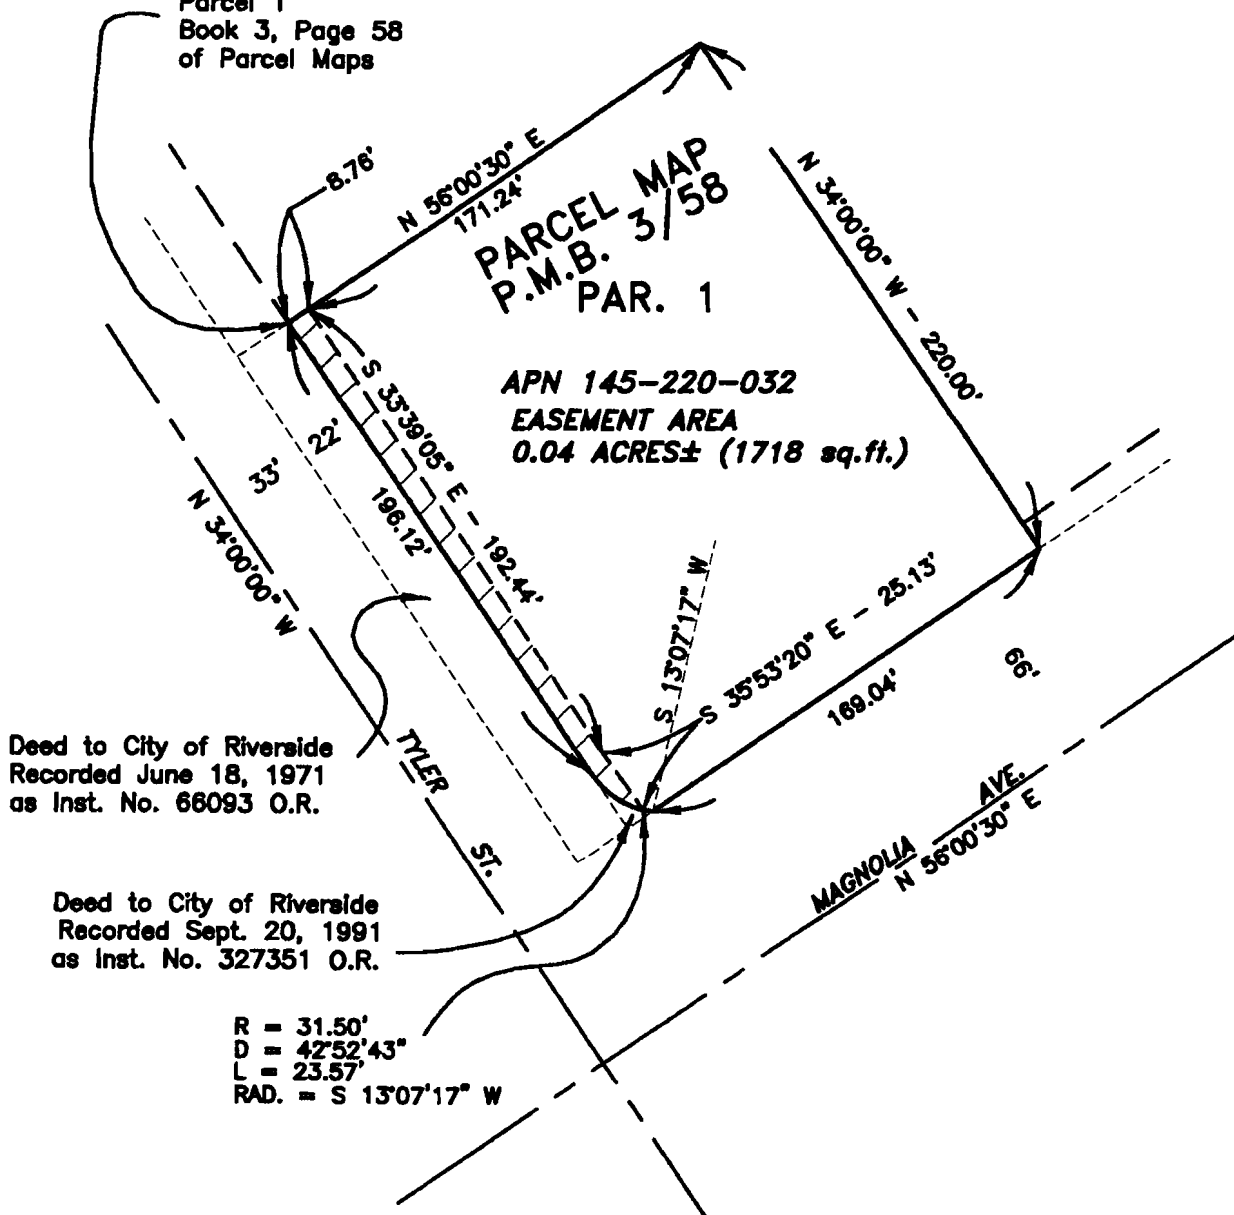 Parcel 1
Book 3, Page 58
of Parcel Maps
8.76'
N 56°00'30" E
171.24'
PARCEL MAP
P.M.B. 3/58
PAR. 1
N 34°00'00" W - 220.00'
APN 145-220-032
EASEMENT AREA
0.04 ACRES± (1718 sq.ft.)
S 33°39'05" E - 192.44'
22'
33'
196.12'
N 34°00'00" W
S 13°07'17" W
S 35°53'20" E - 25.13'
169.04'
66'
Deed to City of Riverside
Recorded June 18, 1971
as Inst. No. 66093 O.R.
TYLER
ST.
MAGNOLIA AVE.
N 56°00'30" E
Deed to City of Riverside
Recorded Sept. 20, 1991
as Inst. No. 327351 O.R.
R = 31.50'
D = 42°52'43"
L = 23.57'
RAD. = S 13°07'17" W